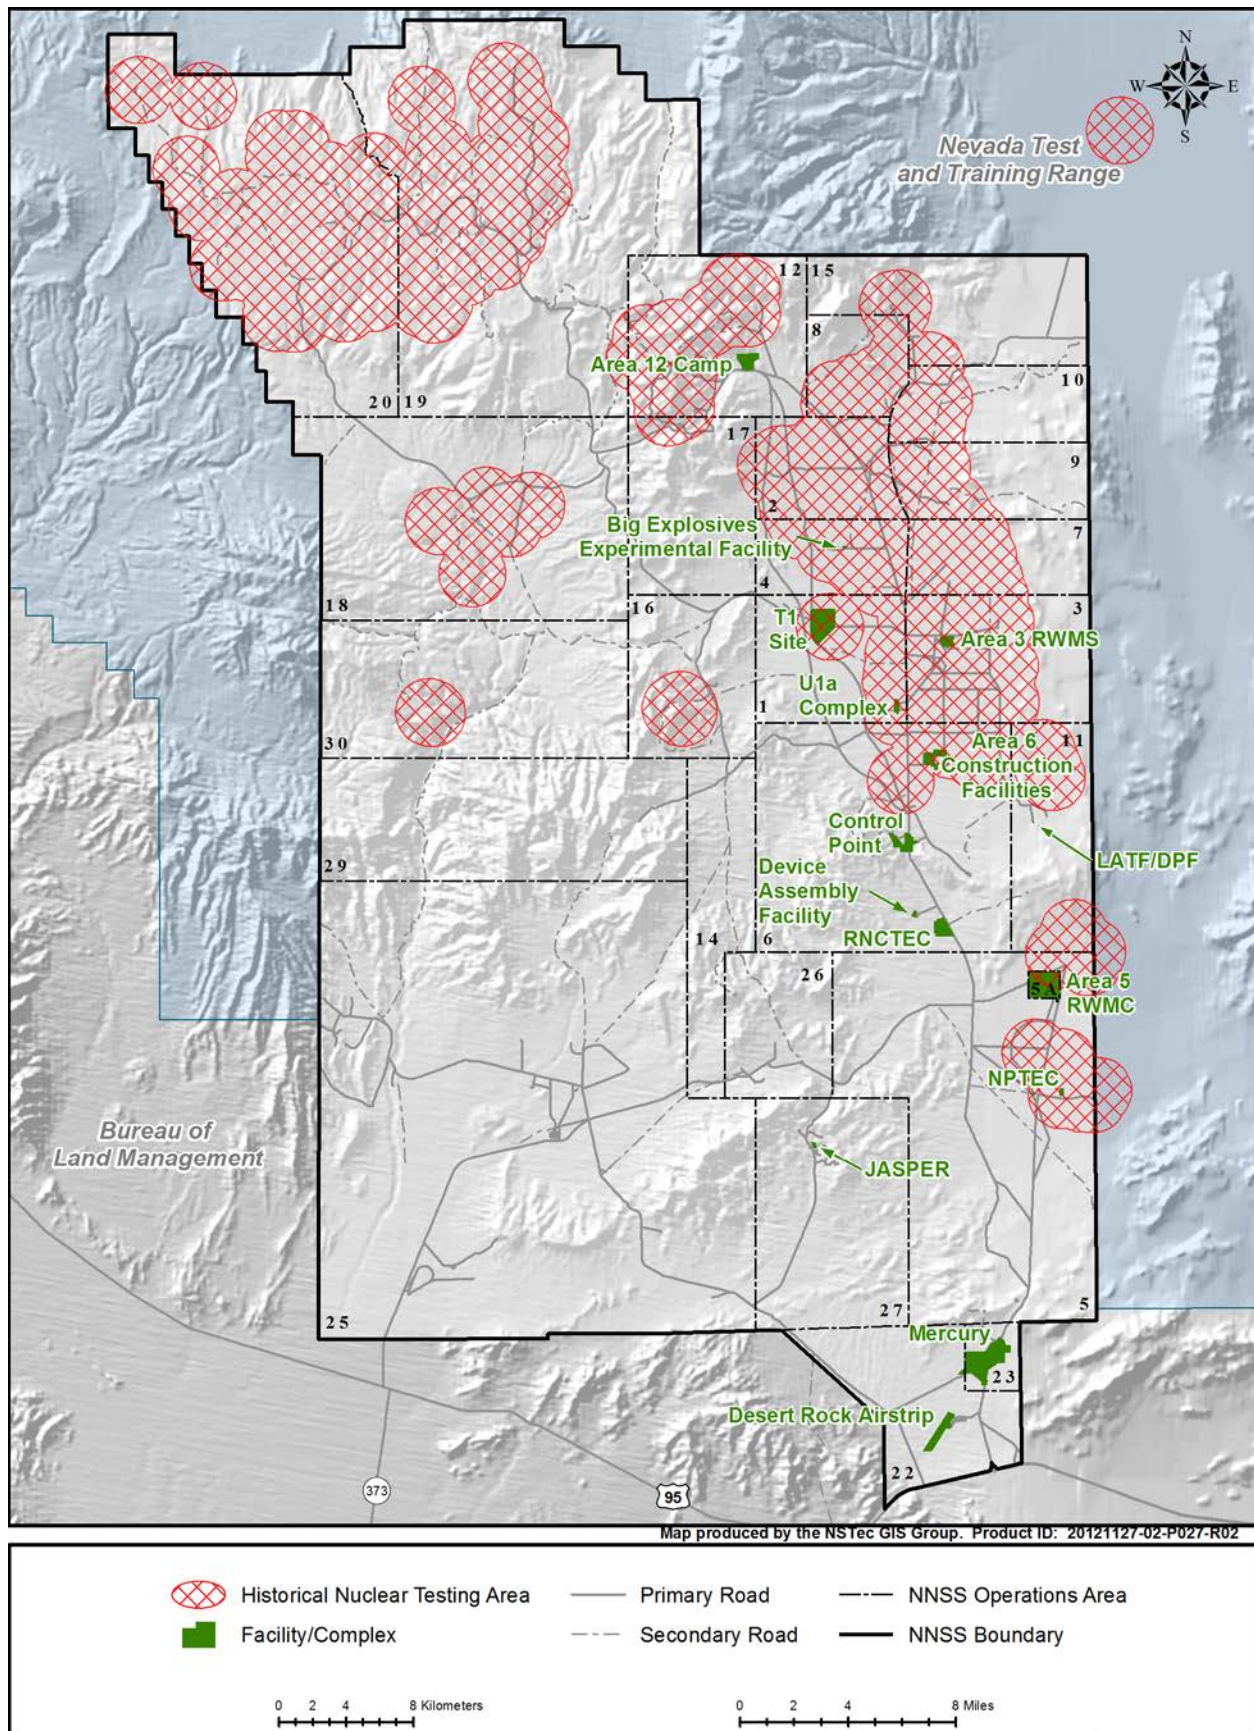 N
W
E
S
Nevada Test
and Training Range
12
15
8
Area 12 Camp
10
20
19
17
9
2
Big Explosives
Experimental Facility
7
4
18
16
3
T1
Site
Area 3 RWMS
U1a
Complex
1
30
Area 6
Construction
Facilities
11
Control
Point
LATF/DPF
29
Device
Assembly
Facility
RNCTEC
14
6
26
5A
Area 5
RWMC
NPTEC
Bureau of
Land Management
JASPER
25
27
5
Mercury
23
Desert Rock Airstrip
22
373
95
Map produced by the NSTec GIS Group. Product ID: 20121127-02-P027-R02
Historical Nuclear Testing Area
Primary Road
NNSS Operations Area
Facility/Complex
Secondary Road
NNSS Boundary
0 2 4 8 Kilometers
0 2 4 8 Miles